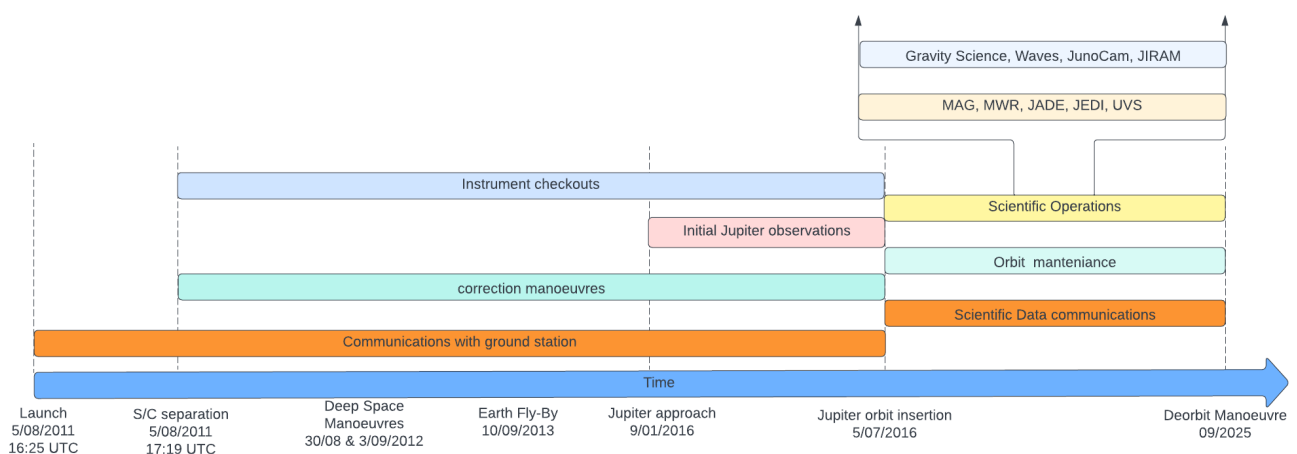 Gravity Science, Waves, JunoCam, JIRAM
MAG, MWR, JADE, JEDI, UVS
Instrument checkouts
Scientific Operations
Initial Jupiter observations
Orbit manteniance
correction manoeuvres
Scientific Data communications
Communications with ground station
Time
Launch
5/08/2011
16:25 UTC
S/C separation
5/08/2011
17:19 UTC
Deep Space
Manoeuvres
30/08 & 3/09/2012
Earth Fly-By
10/09/2013
Jupiter approach
9/01/2016
Jupiter orbit insertion
5/07/2016
Deorbit Manoeuvre
09/2025